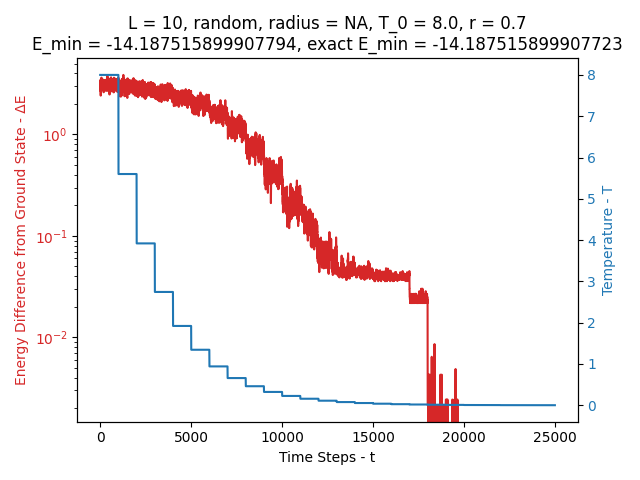 L = 10, random, radius = NA, T_0 = 8.0, r = 0.7
E_min = -14.187515899907794, exact E_min = -14.187515899907723
Energy Difference from Ground State - ΔE
10^0
10^-1
10^-2
Temperature - T
8
7
6
5
4
3
2
1
0
0 5000 10000 15000 20000 25000
Time Steps - t